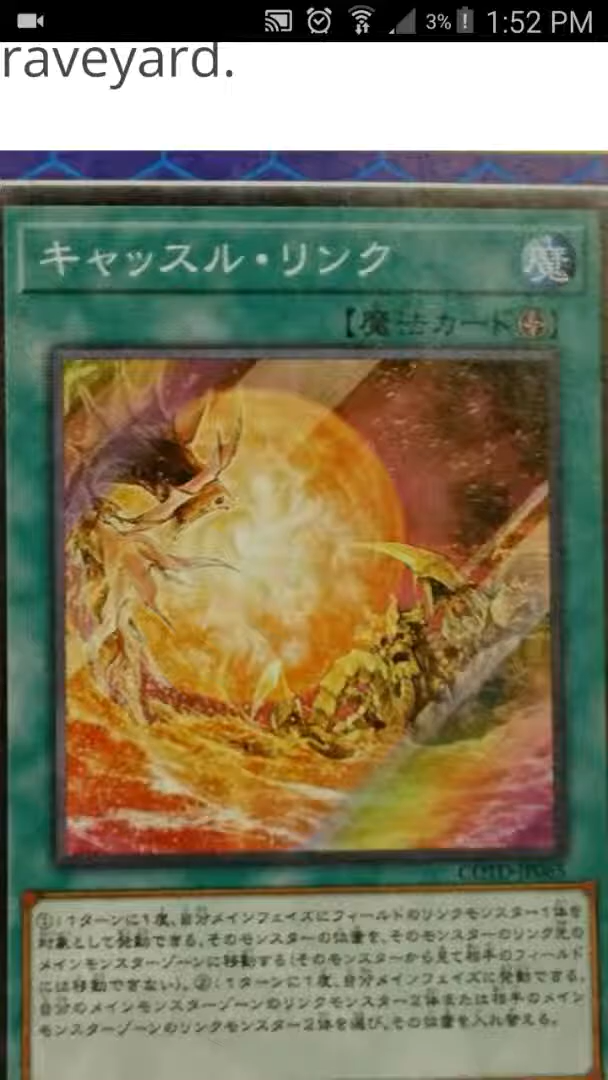 3% 1:52 PM
raveyard.
キャッスル・リンク
魔
【魔法カード】
COTD-JP065
①：1ターンに1度、自分メインフェイズにフィールドのリンクモンスター1体を
対象として発動できる。そのモンスターの位置を、そのモンスターのリンク先の
メインモンスターゾーンに移動する（そのモンスターから見て相手のフィールド
には移動できない）。②：1ターンに1度、自分メインフェイズに発動できる。
自分のメインモンスターゾーンのリンクモンスター2体または相手のメイン
モンスターゾーンのリンクモンスター2体を選び、その位置を入れ替える。